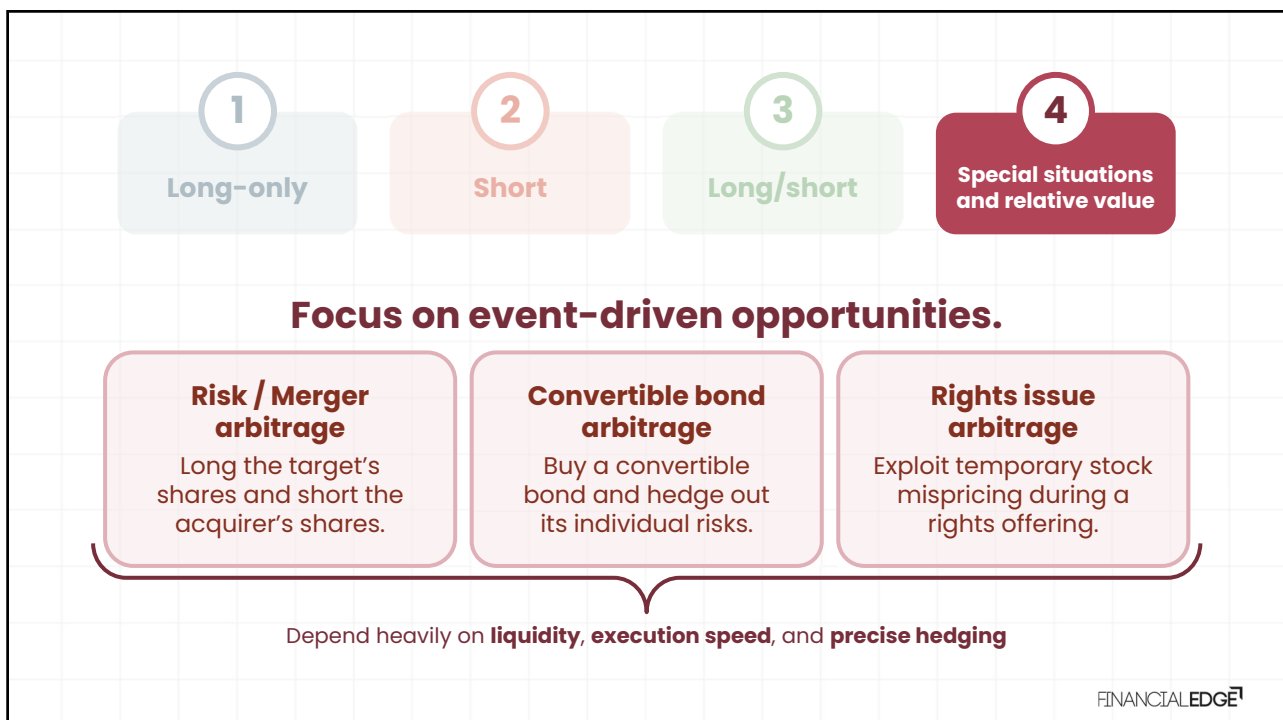 1
Long-only
2
Short
3
Long/short
4
Special situations
and relative value
Focus on event-driven opportunities.
Risk / Merger
arbitrage
Long the target's
shares and short the
acquirer's shares.
Convertible bond
arbitrage
Buy a convertible
bond and hedge out
its individual risks.
Rights issue
arbitrage
Exploit temporary stock
mispricing during a
rights offering.
Depend heavily on liquidity, execution speed, and precise hedging
FINANCIALEDGE